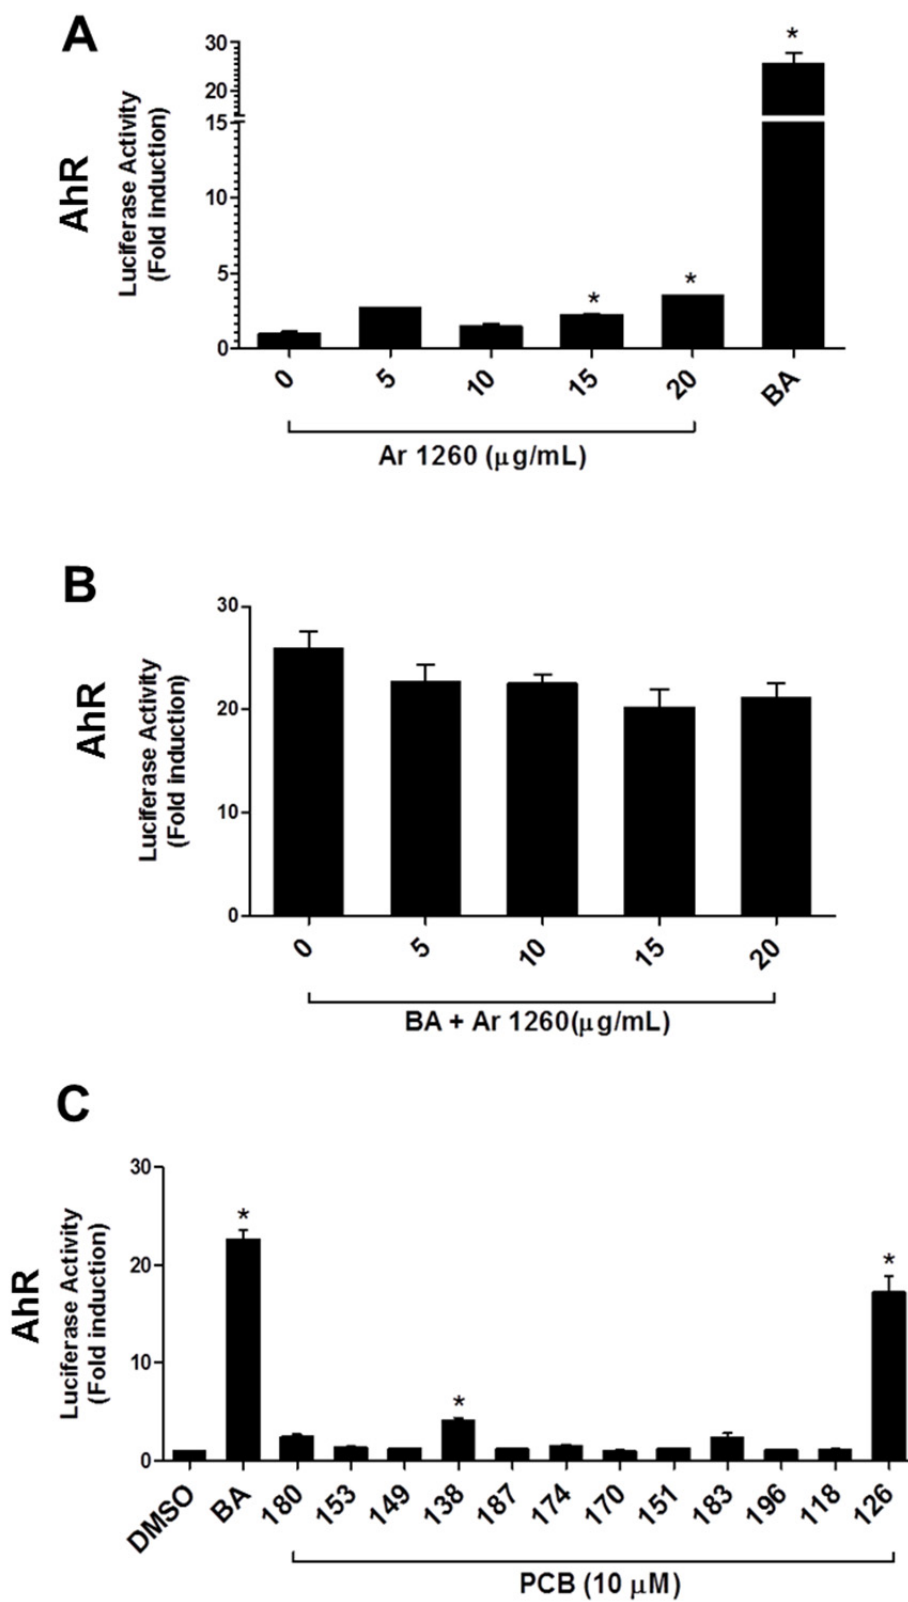 A
AhR
Luciferase Activity
(Fold induction)
30
20
15
10
5
0
*
*
*
0 5 10 15 20 BA
Ar 1260 (μg/mL)
B
AhR
Luciferase Activity
(Fold induction)
30
20
10
0
0 5 10 15 20
BA + Ar 1260(μg/mL)
C
AhR
Luciferase Activity
(Fold induction)
30
20
10
0
*
*
*
DMSO BA 180 153 149 138 187 174 170 151 183 196 118 126
PCB (10 μM)